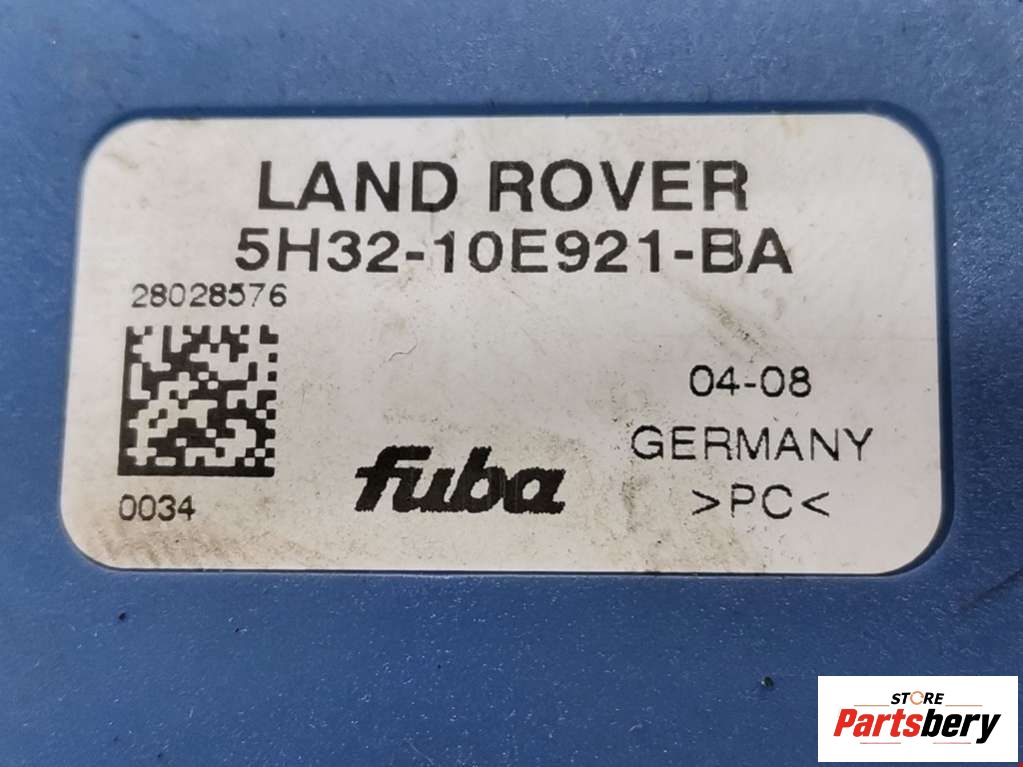 LAND ROVER
5H32-10E921-BA
28028576
04-08
GERMANY
fuba
>PC<
0034
STORE
Partsbery